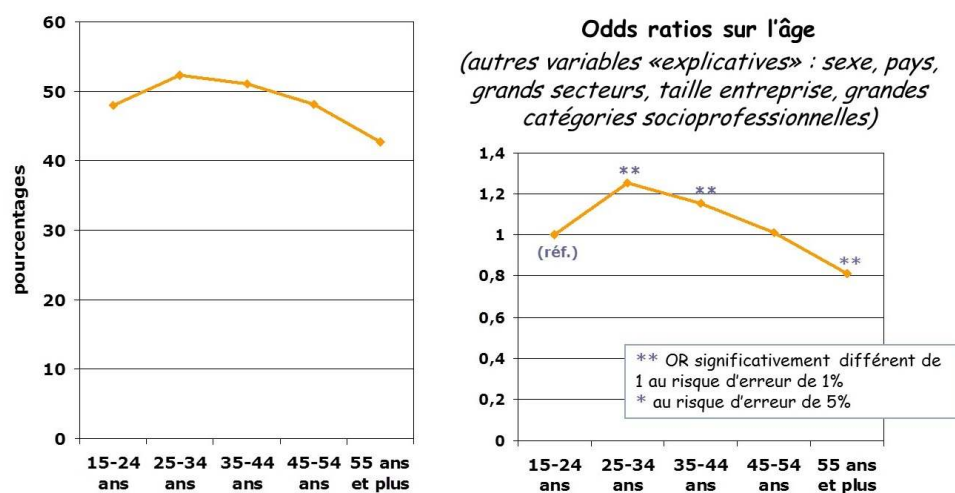 60
50
40
30
20
10
0
pourcentages
15-24 ans
25-34 ans
35-44 ans
45-54 ans
55 ans et plus
Odds ratios sur l'âge
(autres variables «explicatives» : sexe, pays,
grands secteurs, taille entreprise, grandes
catégories socioprofessionnelles)
1,4
1,2
1
0,8
0,6
0,4
0,2
0
(réf.)
**
**
**
** OR significativement différent de
1 au risque d'erreur de 1%
* au risque d'erreur de 5%
15-24 ans
25-34 ans
35-44 ans
45-54 ans
55 ans et plus